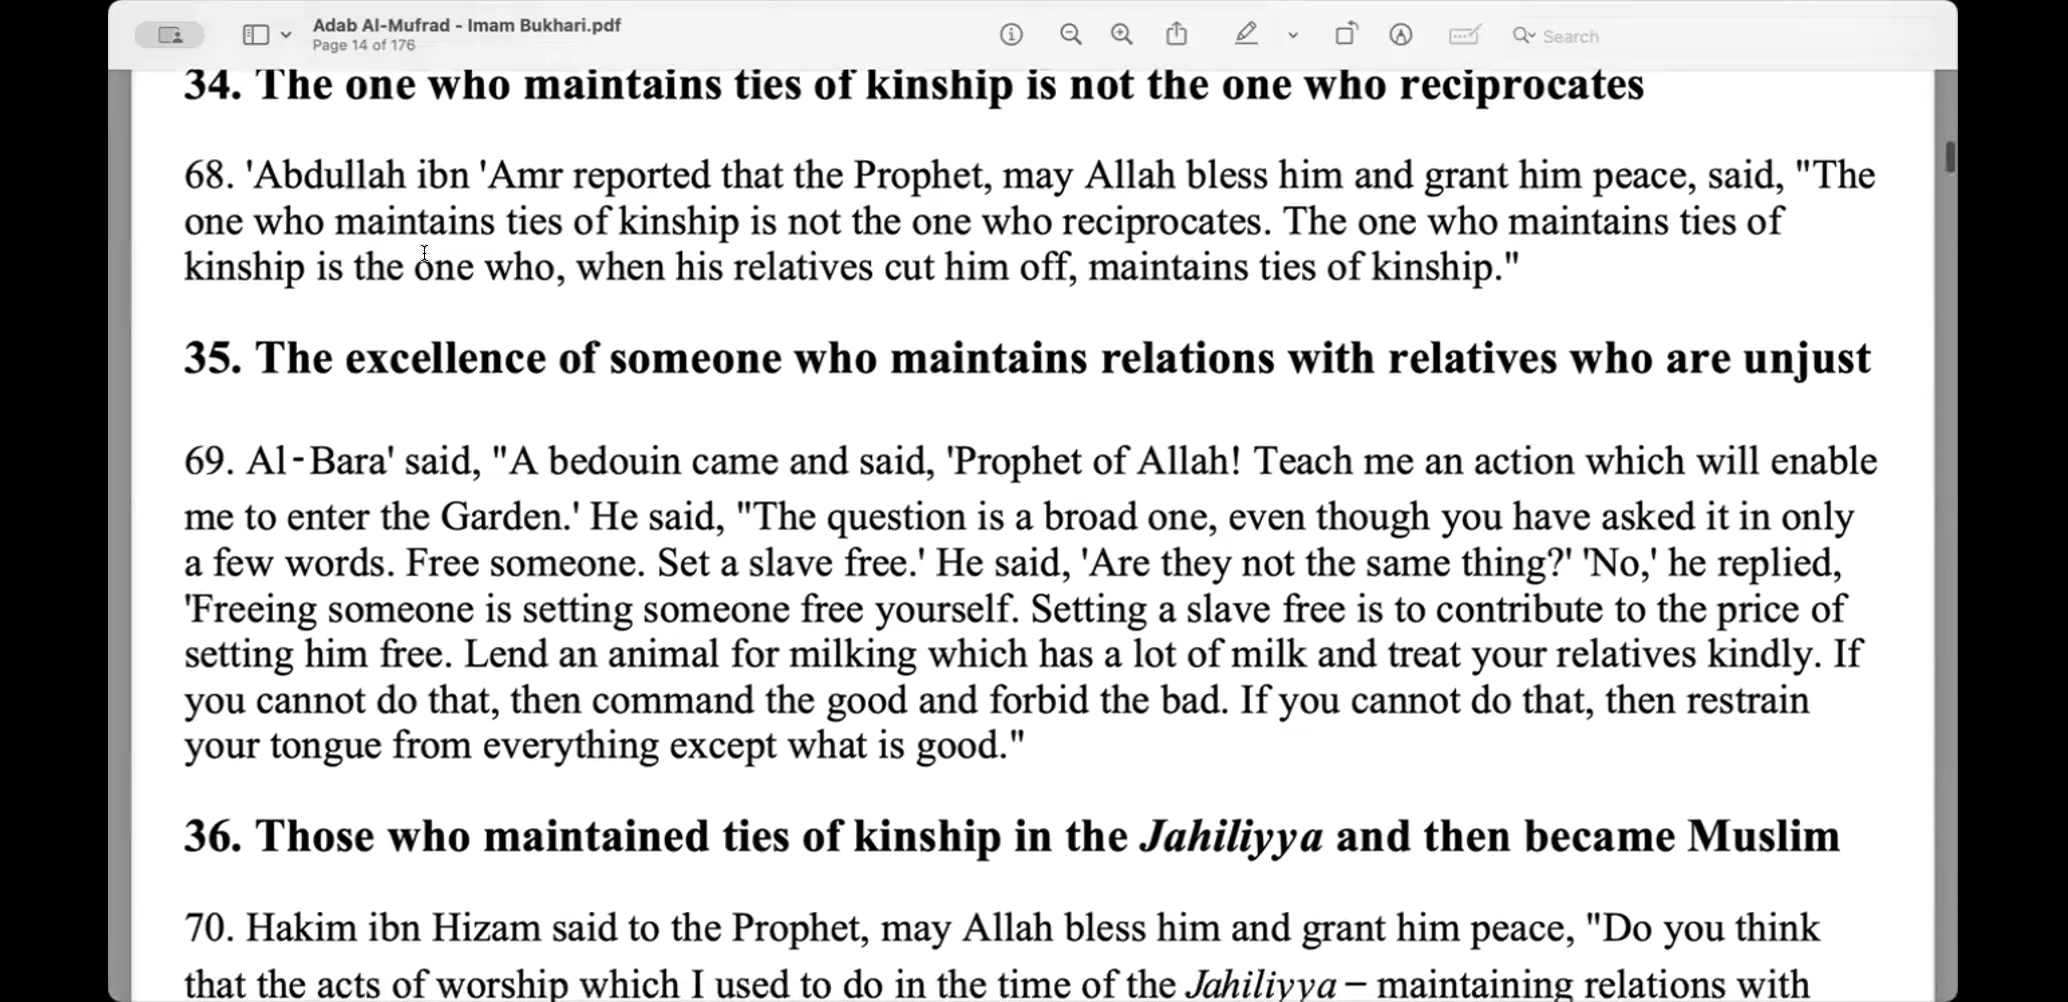 Adab Al-Mufrad - Imam Bukhari.pdf
Page 14 of 176
Search
34. The one who maintains ties of kinship is not the one who reciprocates
68. 'Abdullah ibn 'Amr reported that the Prophet, may Allah bless him and grant him peace, said, "The
one who maintains ties of kinship is not the one who reciprocates. The one who maintains ties of
kinship is the one who, when his relatives cut him off, maintains ties of kinship."
35. The excellence of someone who maintains relations with relatives who are unjust
69. Al-Bara' said, "A bedouin came and said, 'Prophet of Allah! Teach me an action which will enable
me to enter the Garden.' He said, "The question is a broad one, even though you have asked it in only
a few words. Free someone. Set a slave free.' He said, 'Are they not the same thing?' 'No,' he replied,
'Freeing someone is setting someone free yourself. Setting a slave free is to contribute to the price of
setting him free. Lend an animal for milking which has a lot of milk and treat your relatives kindly. If
you cannot do that, then command the good and forbid the bad. If you cannot do that, then restrain
your tongue from everything except what is good."
36. Those who maintained ties of kinship in the Jahiliyya and then became Muslim
70. Hakim ibn Hizam said to the Prophet, may Allah bless him and grant him peace, "Do you think
that the acts of worship which I used to do in the time of the Jahiliyya – maintaining relations with